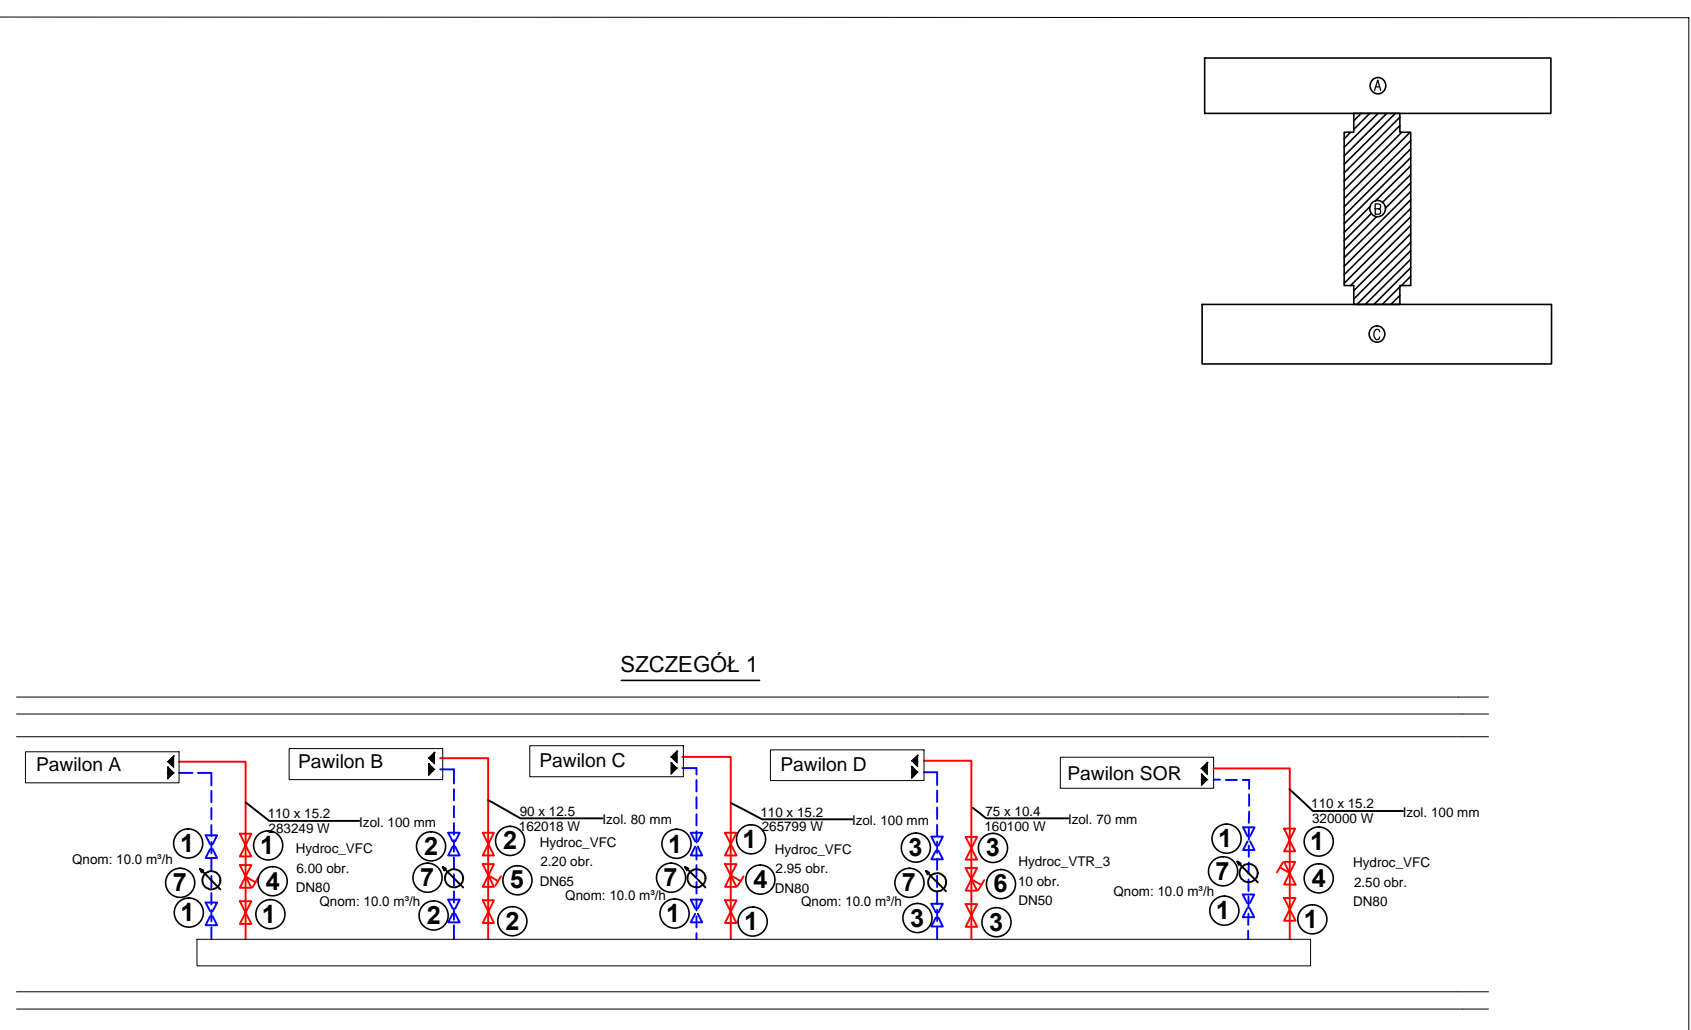 A
B
C
SZCZEGÓŁ 1
Pawilon A
110 x 15.2
283249 W
Izol. 100 mm
1
1
Hydroc_VFC
6.00 obr.
DN80
Qnom: 10.0 m³/h
7
4
1
1
Pawilon B
90 x 12.5
162018 W
Izol. 80 mm
2
2
Hydroc_VFC
2.20 obr.
DN65
7
5
Qnom: 10.0 m³/h
2
2
Pawilon C
110 x 15.2
265799 W
Izol. 100 mm
1
1
Hydroc_VFC
2.95 obr.
DN80
7
4
Qnom: 10.0 m³/h
1
1
Pawilon D
75 x 10.4
160100 W
Izol. 70 mm
3
3
Hydroc_VTR_3
10 obr.
DN50
7
6
Qnom: 10.0 m³/h
3
3
Pawilon SOR
110 x 15.2
320000 W
Izol. 100 mm
1
1
Hydroc_VFC
2.50 obr.
DN80
7
4
Qnom: 10.0 m³/h
1
1